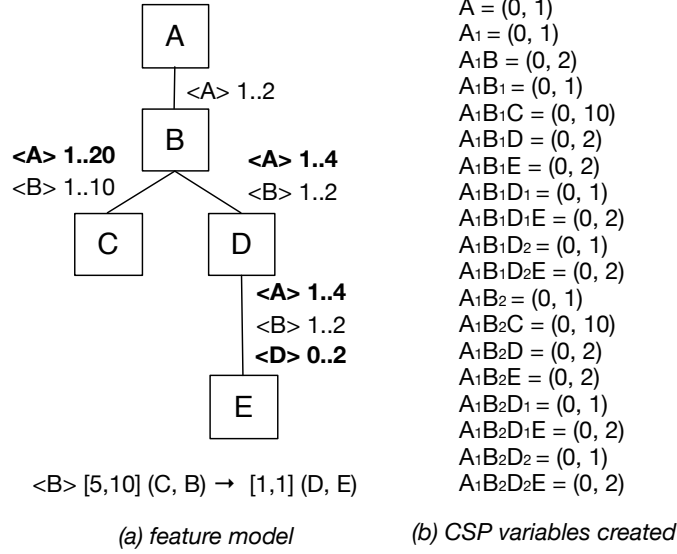 A
<A> 1..2
B
<A> 1..20
<B> 1..10
<A> 1..4
<B> 1..2
C
D
<A> 1..4
<B> 1..2
<D> 0..2
E
<B> [5,10] (C, B) → [1,1] (D, E)
(a) feature model
A = (0, 1)
A₁ = (0, 1)
A₁B = (0, 2)
A₁B₁ = (0, 1)
A₁B₁C = (0, 10)
A₁B₁D = (0, 2)
A₁B₁E = (0, 2)
A₁B₁D₁ = (0, 1)
A₁B₁D₁E = (0, 2)
A₁B₁D₂ = (0, 1)
A₁B₁D₂E = (0, 2)
A₁B₂ = (0, 1)
A₁B₂C = (0, 10)
A₁B₂D = (0, 2)
A₁B₂E = (0, 2)
A₁B₂D₁ = (0, 1)
A₁B₂D₁E = (0, 2)
A₁B₂D₂ = (0, 1)
A₁B₂D₂E = (0, 2)
(b) CSP variables created